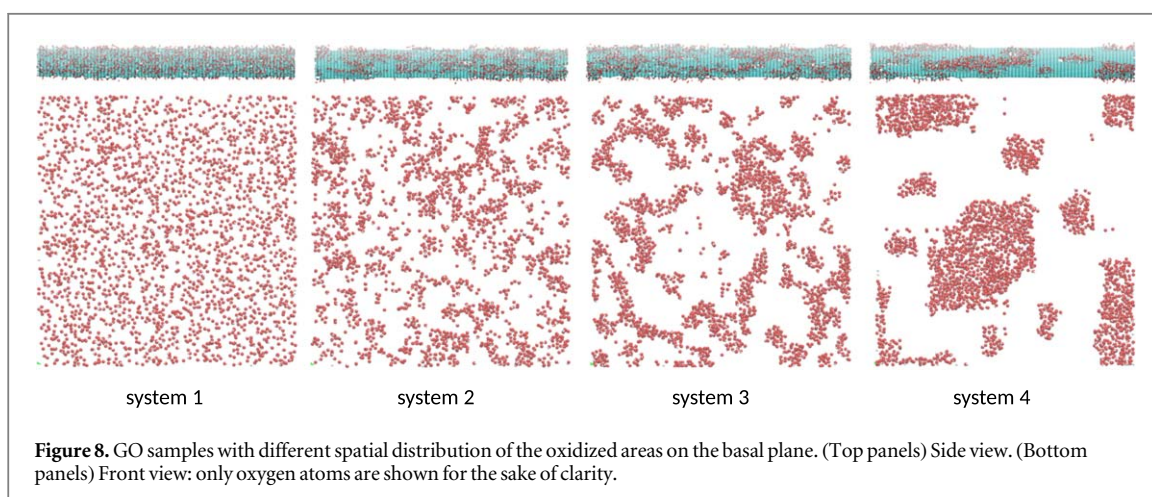 system 1
system 2
system 3
system 4
Figure 8. GO samples with different spatial distribution of the oxidized areas on the basal plane. (Top panels) Side view. (Bottom
panels) Front view: only oxygen atoms are shown for the sake of clarity.